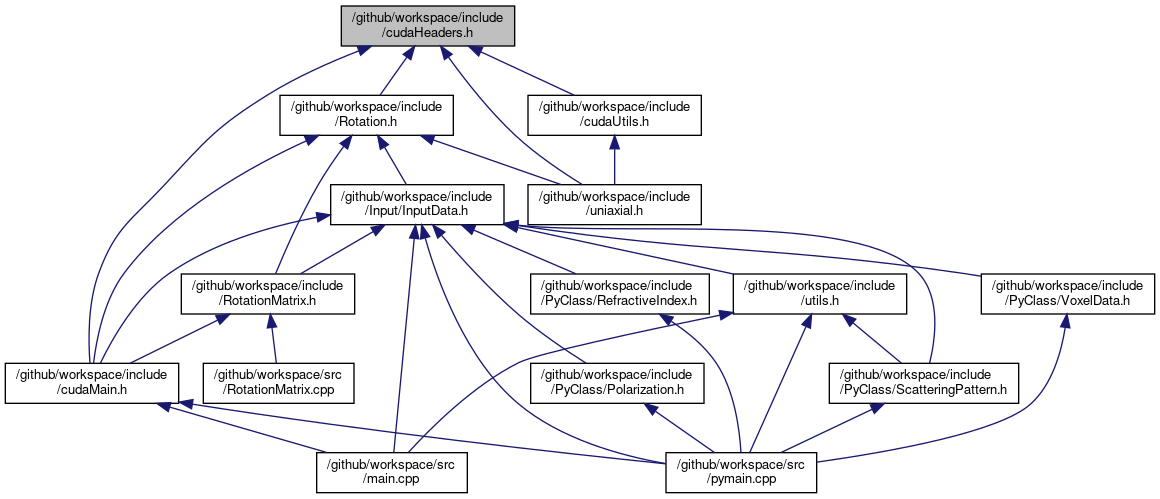 /github/workspace/include
/cudaHeaders.h
/github/workspace/include
/Rotation.h
/github/workspace/include
/cudaUtils.h
/github/workspace/include
/Input/InputData.h
/github/workspace/include
/uniaxial.h
/github/workspace/include
/RotationMatrix.h
/github/workspace/include
/PyClass/RefractiveIndex.h
/github/workspace/include
/utils.h
/github/workspace/include
/PyClass/VoxelData.h
/github/workspace/include
/cudaMain.h
/github/workspace/src
/RotationMatrix.cpp
/github/workspace/include
/PyClass/Polarization.h
/github/workspace/include
/PyClass/ScatteringPattern.h
/github/workspace/src
/main.cpp
/github/workspace/src
/pymain.cpp